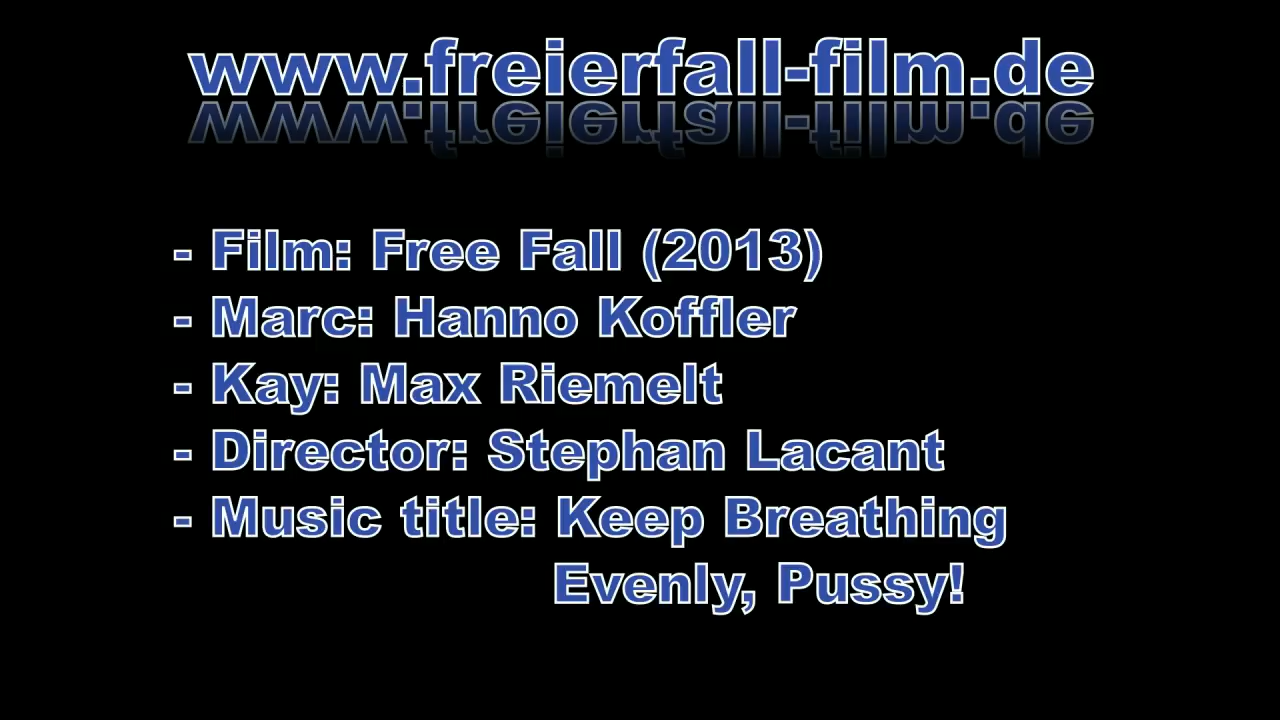 www.freierfall-film.de
- Film: Free Fall (2013)
- Marc: Hanno Koffler
- Kay: Max Riemelt
- Director: Stephan Lacant
- Music title: Keep Breathing
Evenly, Pussy!